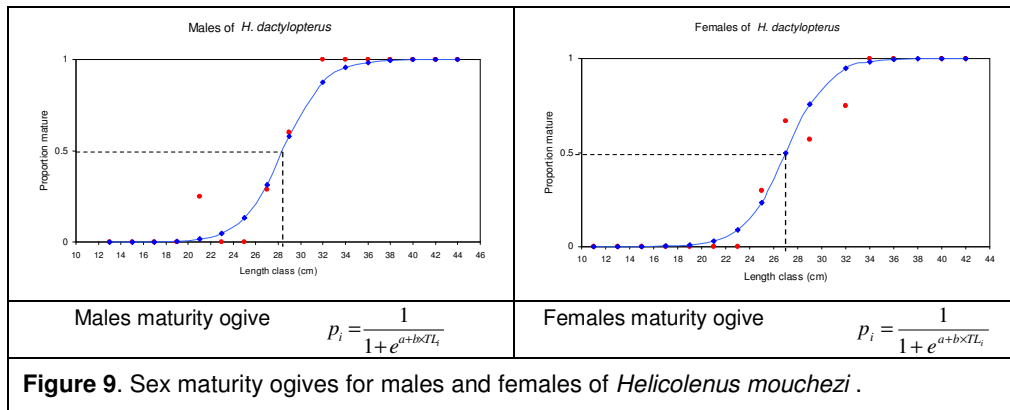 Males of H. dactylopterus
Proportion mature
1
0.5
0
10 12 14 16 18 20 22 24 26 28 30 32 34 36 38 40 42 44 46
Length class (cm)
Females of H. dactylopterus
Proportion mature
1
0.5
0
10 12 14 16 18 20 22 24 26 28 30 32 34 36 38 40 42 44
Length class (cm)
Males maturity ogive p_i = 1 / (1 + e^{a+b×TL_i})
Females maturity ogive p_i = 1 / (1 + e^{a+b×TL_i})
Figure 9. Sex maturity ogives for males and females of Helicolenus mouchezi .